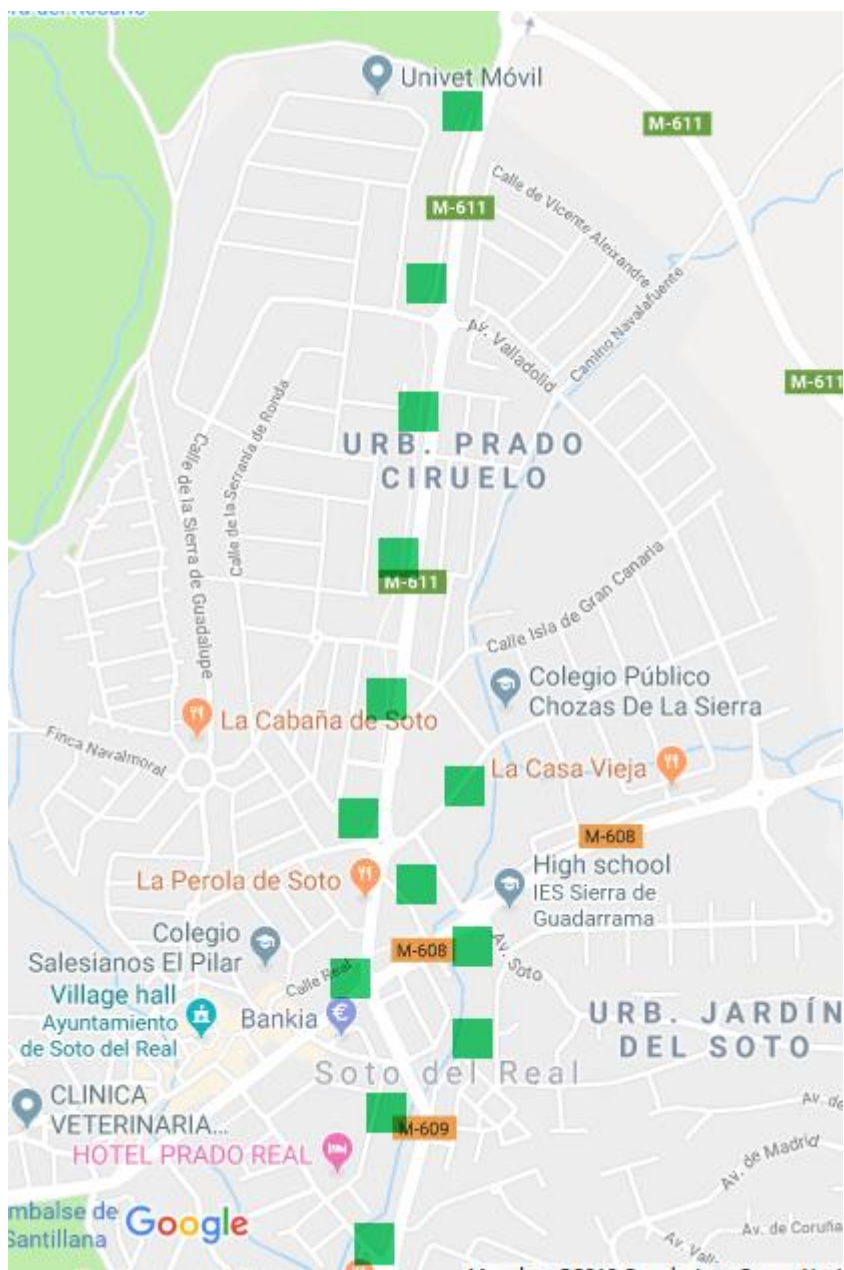 Univet Móvil
M-611
Calle de Vicente Aleixandre
M-611
Camino Navalafuente
Av. Valladolid
M-611
Calle de la Serranía de Ronda
URB. PRADO
CIRUELO
Calle de la Sierra de Guadalupe
M-611
Calle Isla de Gran Canaria
Colegio Público
Chozas De La Sierra
La Cabaña de Soto
Finca Navalmoral
La Casa Vieja
M-608
High school
IES Sierra de
Guadarrama
La Perola de Soto
Colegio
Salesianos El Pilar
M-608
Av. Soto
Calle Real
Village hall
Ayuntamiento
de Soto del Real
Bankia
URB. JARDÍN
DEL SOTO
Soto del Real
CLINICA
VETERINARIA...
M-609
HOTEL PRADO REAL
Av. de
Av. de Madrid
Av. de Coruña
mbalse de
Santillana
Google